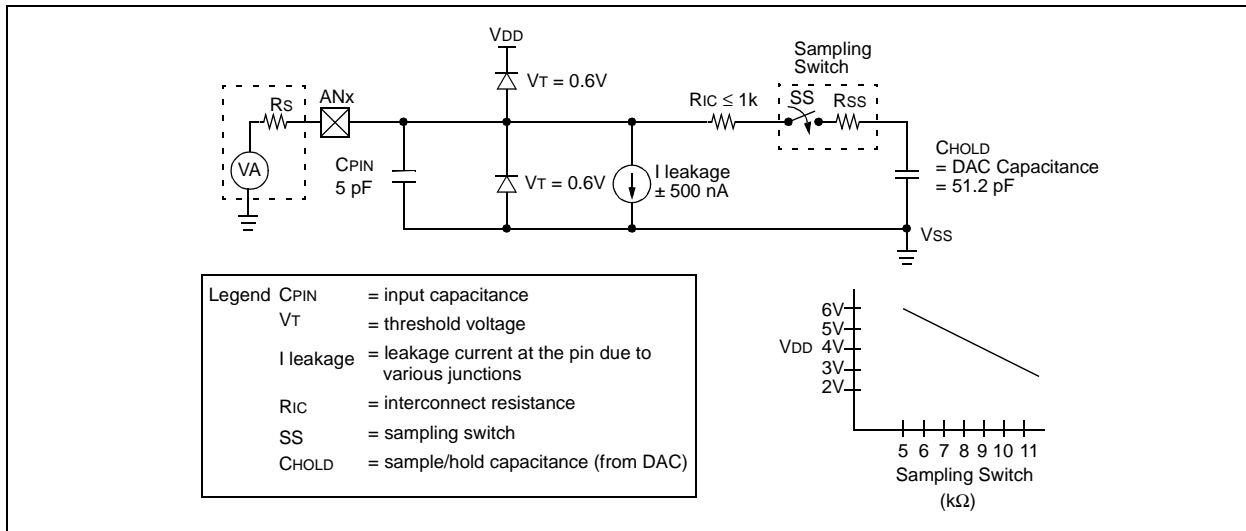 VDD
Sampling
Switch
VT = 0.6V
RS
ANx
RIC ≤ 1k
SS
RSS
VA
CPIN
5 pF
VT = 0.6V
I leakage
± 500 nA
CHOLD
= DAC Capacitance
= 51.2 pF
VSS
Legend CPIN = input capacitance
VT = threshold voltage
I leakage = leakage current at the pin due to
various junctions
RIC = interconnect resistance
SS = sampling switch
CHOLD = sample/hold capacitance (from DAC)
6V
5V
VDD 4V
3V
2V
5 6 7 8 9 10 11
Sampling Switch
(kΩ)